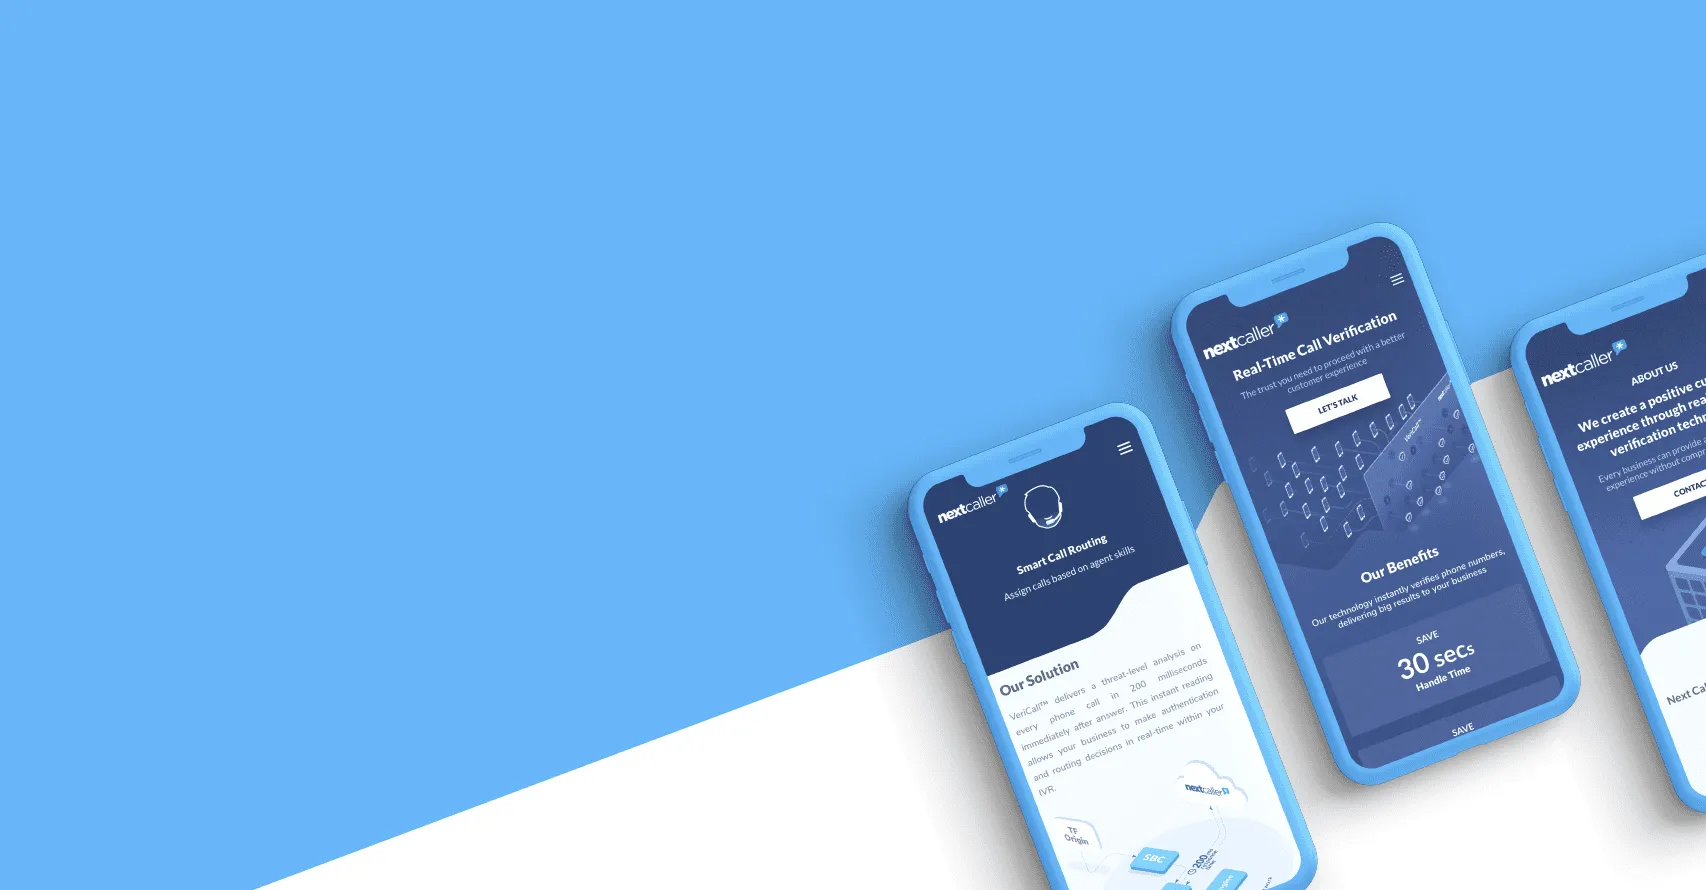 nextcaller
Smart Call Routing
Assign calls based on agent skills
Our Solution
VeriCall™ delivers a threat-level analysis on
every phone call in 200 milliseconds
immediately after answer. This instant reading
allows your business to make authentication
and routing decisions in real-time within your
IVR.
nextcaller
TF
Origin
SBC
200
nextcaller
Real-Time Call Verification
The trust you need to proceed with a better
customer experience
LET'S TALK
VeriCall™
Our Benefits
Our technology instantly verifies phone numbers,
delivering big results to your business
SAVE
30 secs
Handle Time
SAVE
nextcaller
ABOUT US
We create a positive cu
experience through rea
verification techn
Every business can provide a
experience without compr
CONTAC
Next Cal